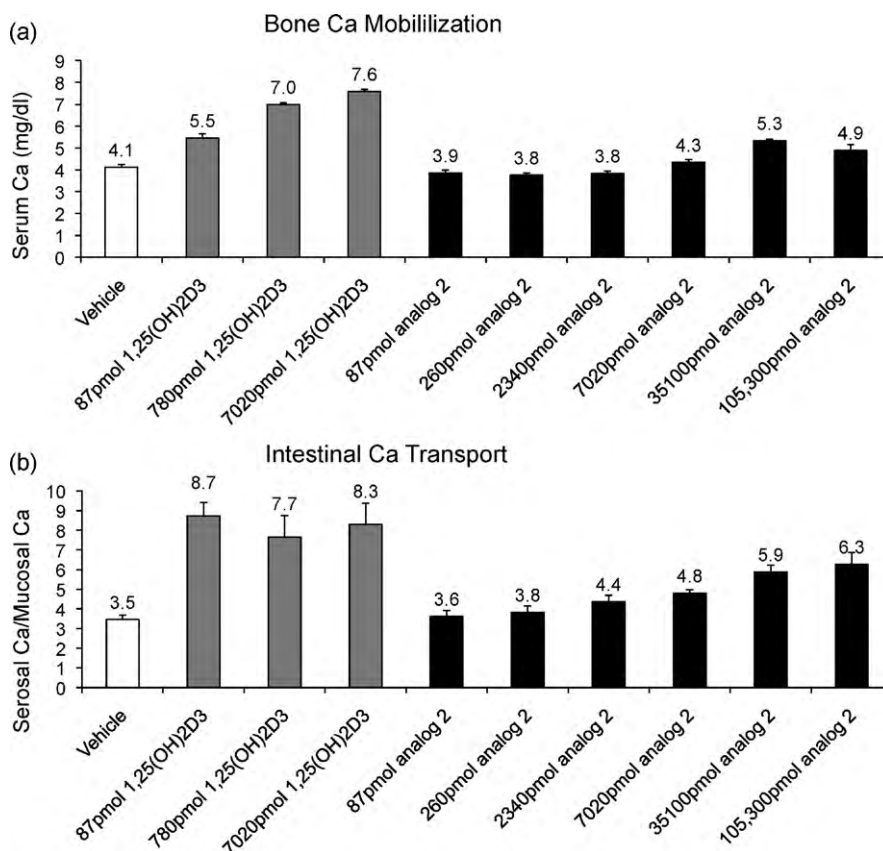 (a)
Bone Ca Mobililization
Serum Ca (mg/dl)
9
8
7
6
5
4
3
2
1
0
4.1
5.5
7.0
7.6
3.9
3.8
3.8
4.3
5.3
4.9
Vehicle
87pmol 1,25(OH)2D3
780pmol 1,25(OH)2D3
7020pmol 1,25(OH)2D3
87pmol analog 2
260pmol analog 2
2340pmol analog 2
7020pmol analog 2
35100pmol analog 2
105,300pmol analog 2
(b)
Intestinal Ca Transport
Serosal Ca/Mucosal Ca
10
9
8
7
6
5
4
3
2
1
0
3.5
8.7
7.7
8.3
3.6
3.8
4.4
4.8
5.9
6.3
Vehicle
87pmol 1,25(OH)2D3
780pmol 1,25(OH)2D3
7020pmol 1,25(OH)2D3
87pmol analog 2
260pmol analog 2
2340pmol analog 2
7020pmol analog 2
35100pmol analog 2
105,300pmol analog 2